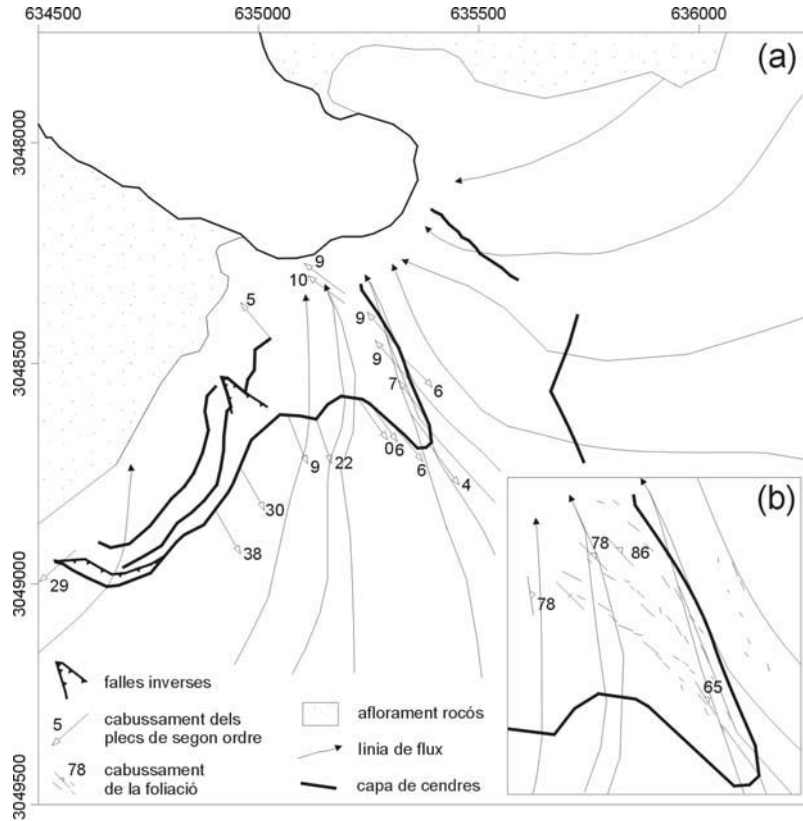 634500 635000 635500 636000
(a)
3048000
3048500
3049000
3049500
9
10
5
9
9
7
6
06
6
4
9
22
30
38
29
(b)
78
86
78
65
falles inverses
5 cabussament dels
plecs de segon ordre
78 cabussament
de la foliació
aflorament rocós
línia de flux
capa de cendres